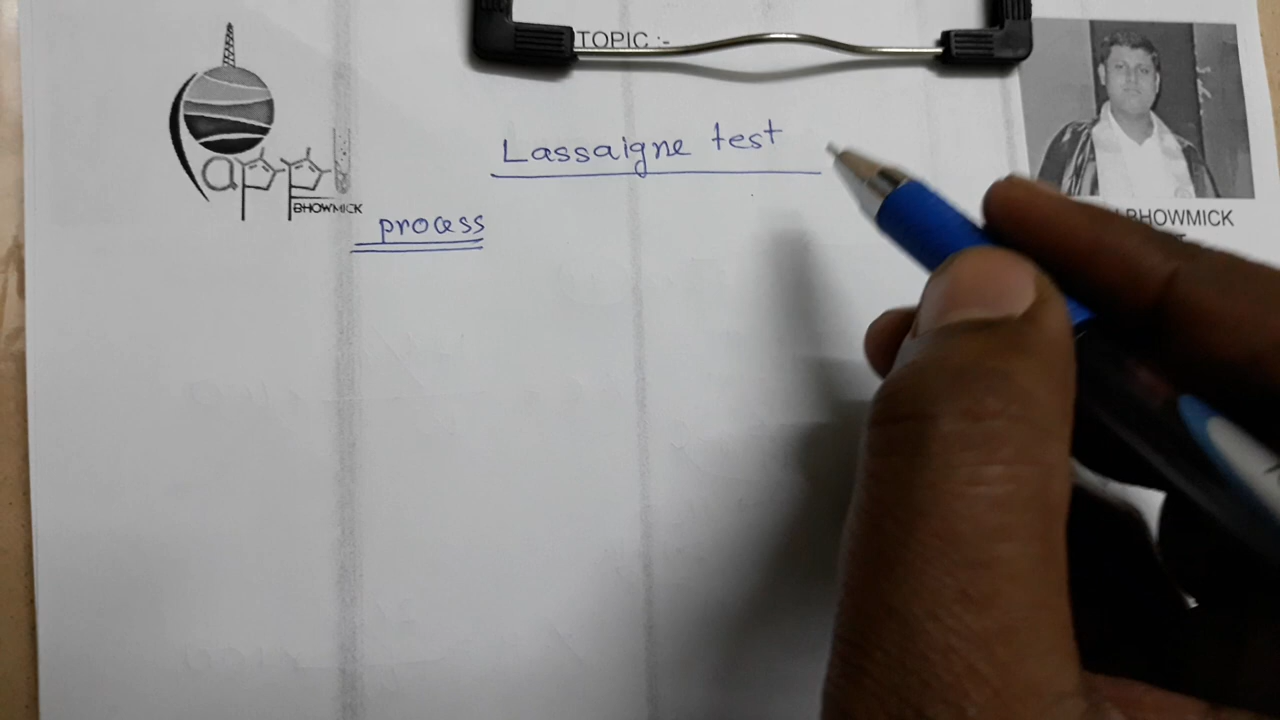 TOPIC :-
Lassaigne test
BHOWMICK
process
BHOWMICK